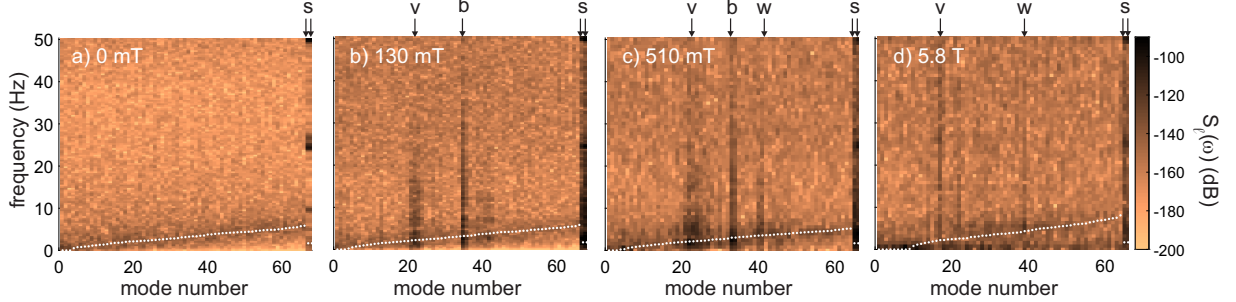 s v b s v b w s v w s
a) 0 mT b) 130 mT c) 510 mT d) 5.8 T
50
40
30
20
10
0
frequency (Hz)
0 20 40 60 0 20 40 60 0 20 40 60 0 20 40 60
mode number mode number mode number mode number
-100
-120
-140
-160
-180
-200
Sℓ(ω) (dB)